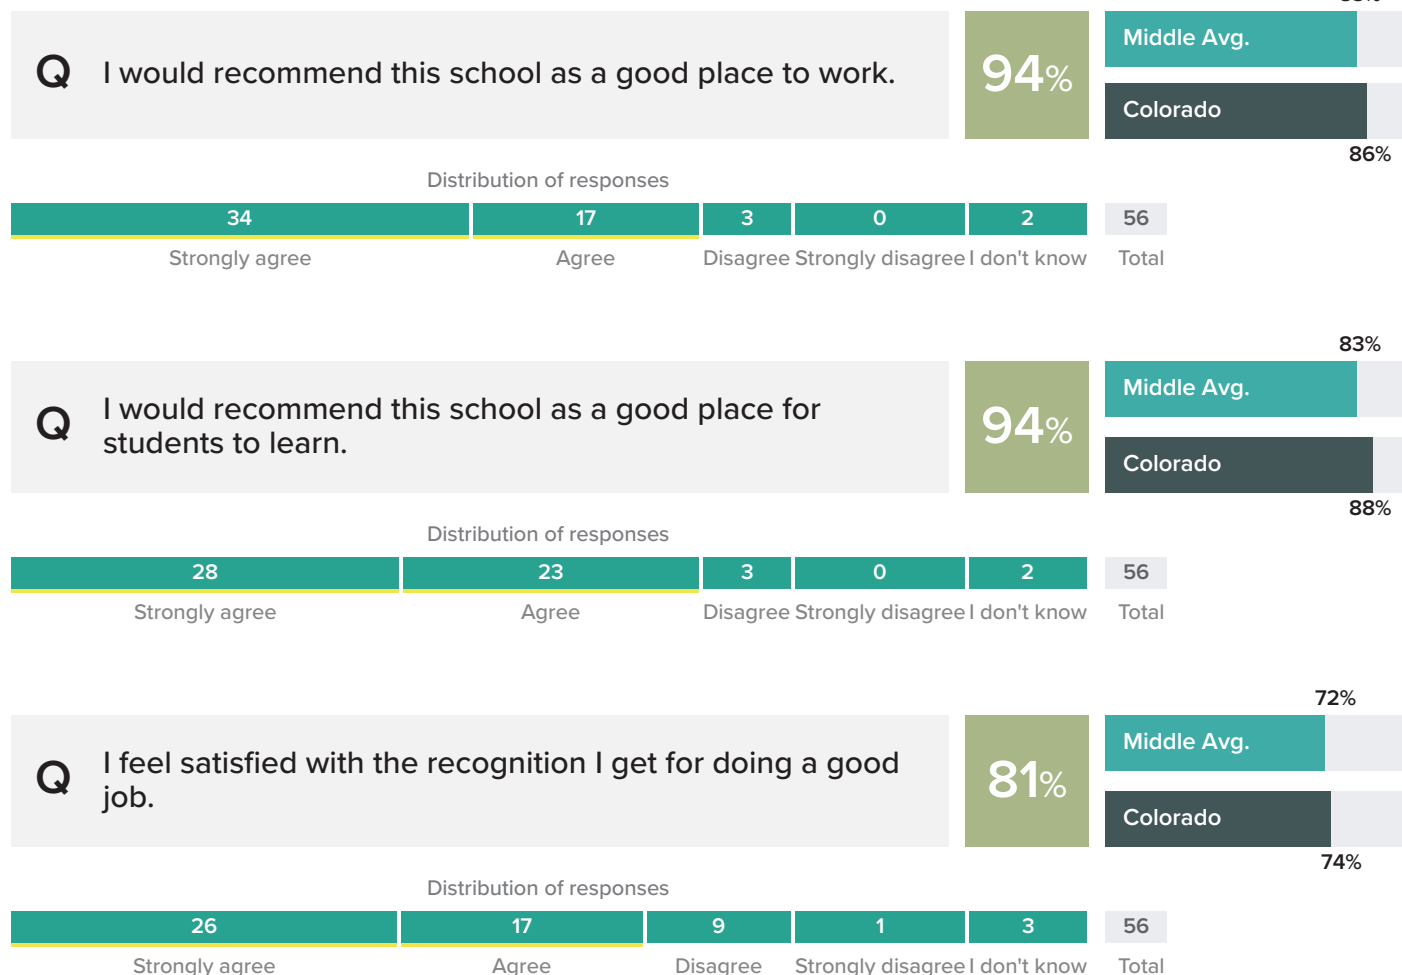 Q I would recommend this school as a good place to work.
94%
Middle Avg.
Colorado
86%
Distribution of responses
34 17 3 0 2 56
Strongly agree Agree Disagree Strongly disagree I don't know Total
83%
Q I would recommend this school as a good place for
students to learn.
94%
Middle Avg.
Colorado
88%
Distribution of responses
28 23 3 0 2 56
Strongly agree Agree Disagree Strongly disagree I don't know Total
72%
Q I feel satisfied with the recognition I get for doing a good
job.
81%
Middle Avg.
Colorado
74%
Distribution of responses
26 17 9 1 3 56
Strongly agree Agree Disagree Strongly disagree I don't know Total